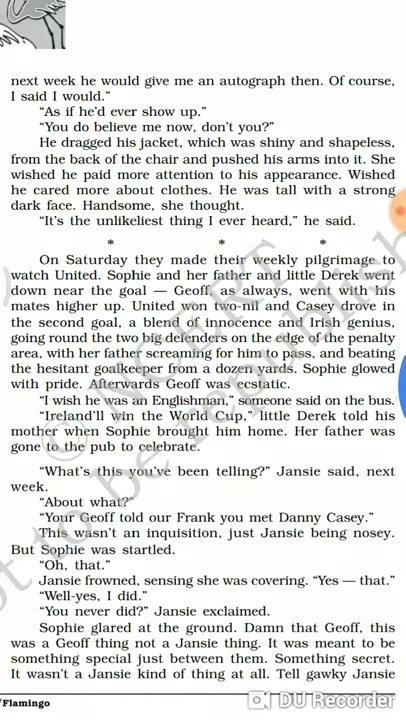 next week he would give me an autograph then. Of course,
I said I would.”
“As if he’d ever show up.”
“You do believe me now, don’t you?”
He dragged his jacket, which was shiny and shapeless,
from the back of the chair and pushed his arms into it. She
wished he paid more attention to his appearance. Wished
he cared more about clothes. He was tall with a strong
dark face. Handsome, she thought.
“It’s the unlikeliest thing I ever heard,” he said.
* * *
On Saturday they made their weekly pilgrimage to
watch United. Sophie and her father and little Derek went
down near the goal — Geoff, as always, went with his
mates higher up. United won two-nil and Casey drove in
the second goal, a blend of innocence and Irish genius,
going round the two big defenders on the edge of the penalty
area, with her father screaming for him to pass, and beating
the hesitant goalkeeper from a dozen yards. Sophie glowed
with pride. Afterwards Geoff was ecstatic.
“I wish he was an Englishman,” someone said on the bus.
“Ireland’ll win the World Cup,” little Derek told his
mother when Sophie brought him home. Her father was
gone to the pub to celebrate.
“What’s this you’ve been telling?” Jansie said, next
week.
“About what?”
“Your Geoff told our Frank you met Danny Casey.”
This wasn’t an inquisition, just Jansie being nosey.
But Sophie was startled.
“Oh, that.”
Jansie frowned, sensing she was covering. “Yes — that.”
“Well-yes, I did.”
“You never did?” Jansie exclaimed.
Sophie glared at the ground. Damn that Geoff, this
was a Geoff thing not a Jansie thing. It was meant to be
something special just between them. Something secret.
It wasn’t a Jansie kind of thing at all. Tell gawky Jansie
/Flamingo
DU Recorder
© NCERT
not to be republished